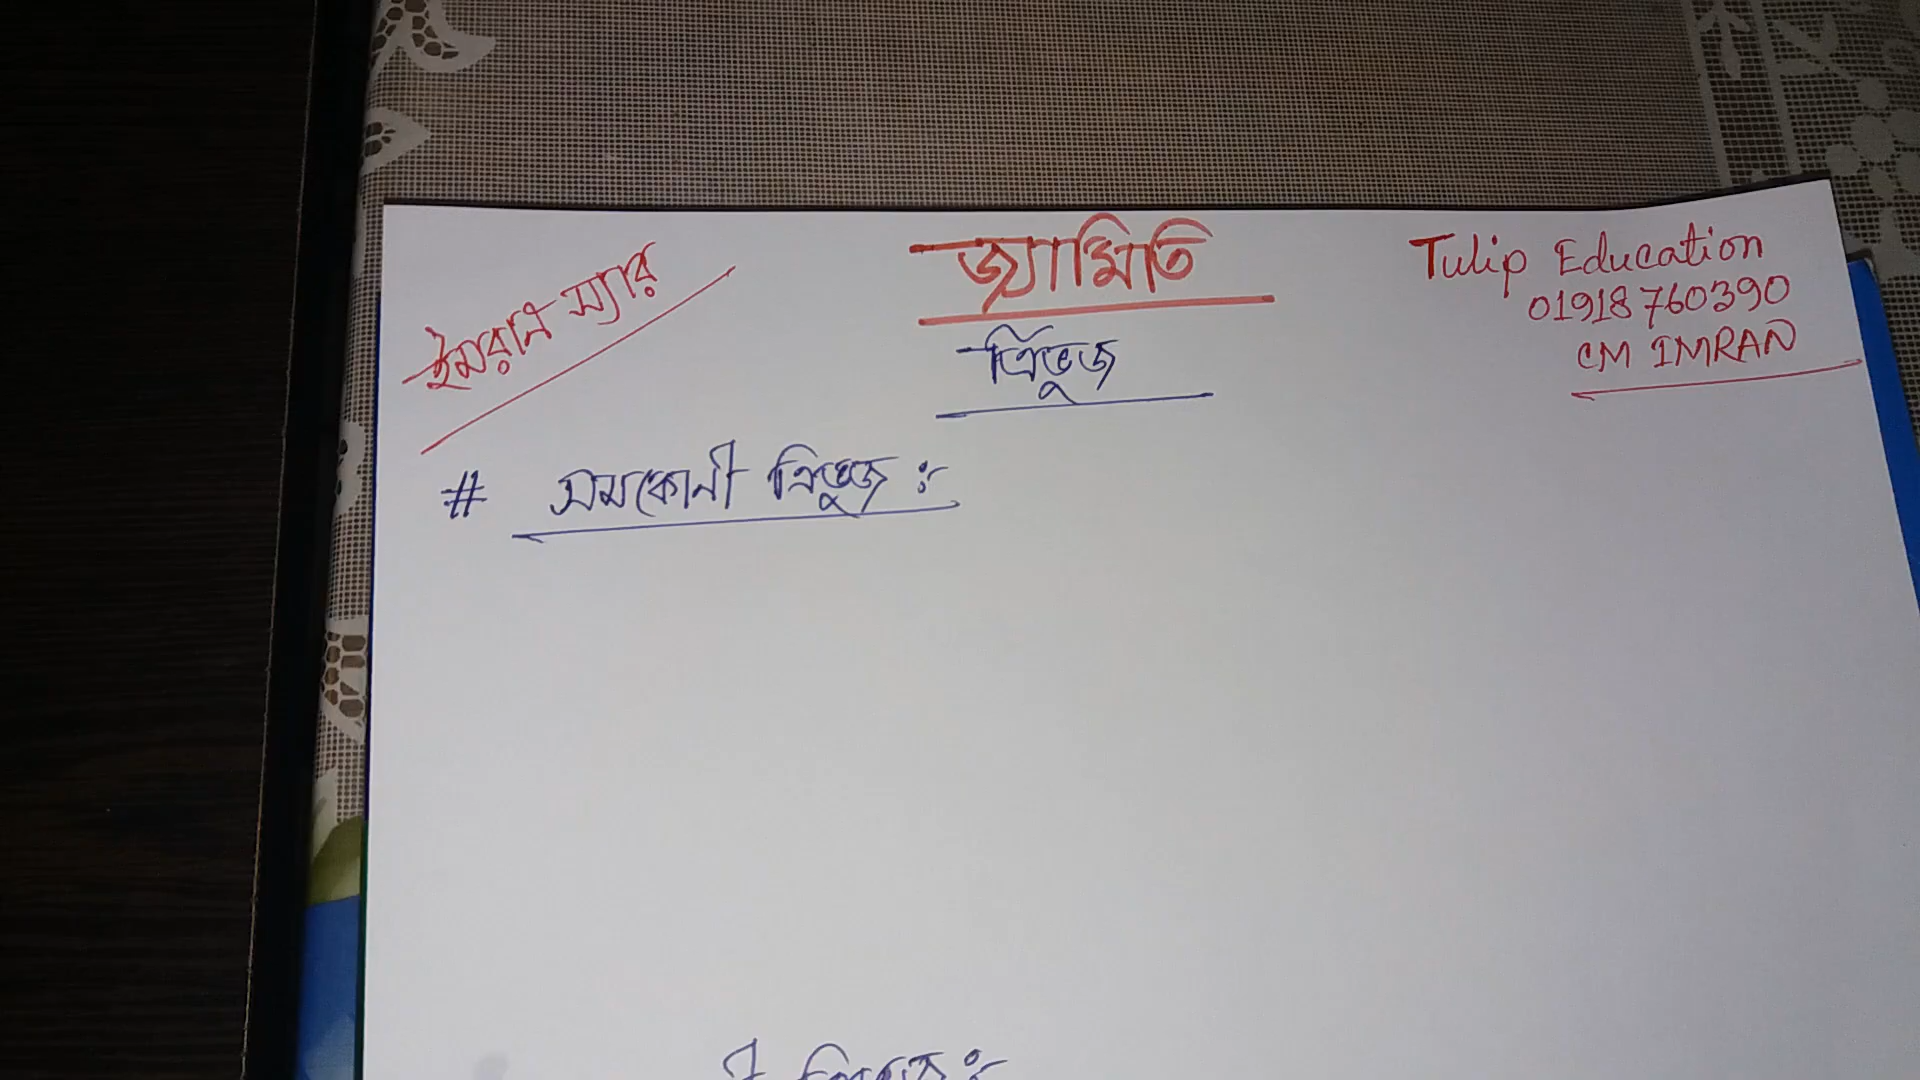 ইমরান স্যার
জ্যামিতি
Tulip Education
01918760390
CM IMRAN
ত্রিভুজ
# সমকোনী ত্রিভুজ :-